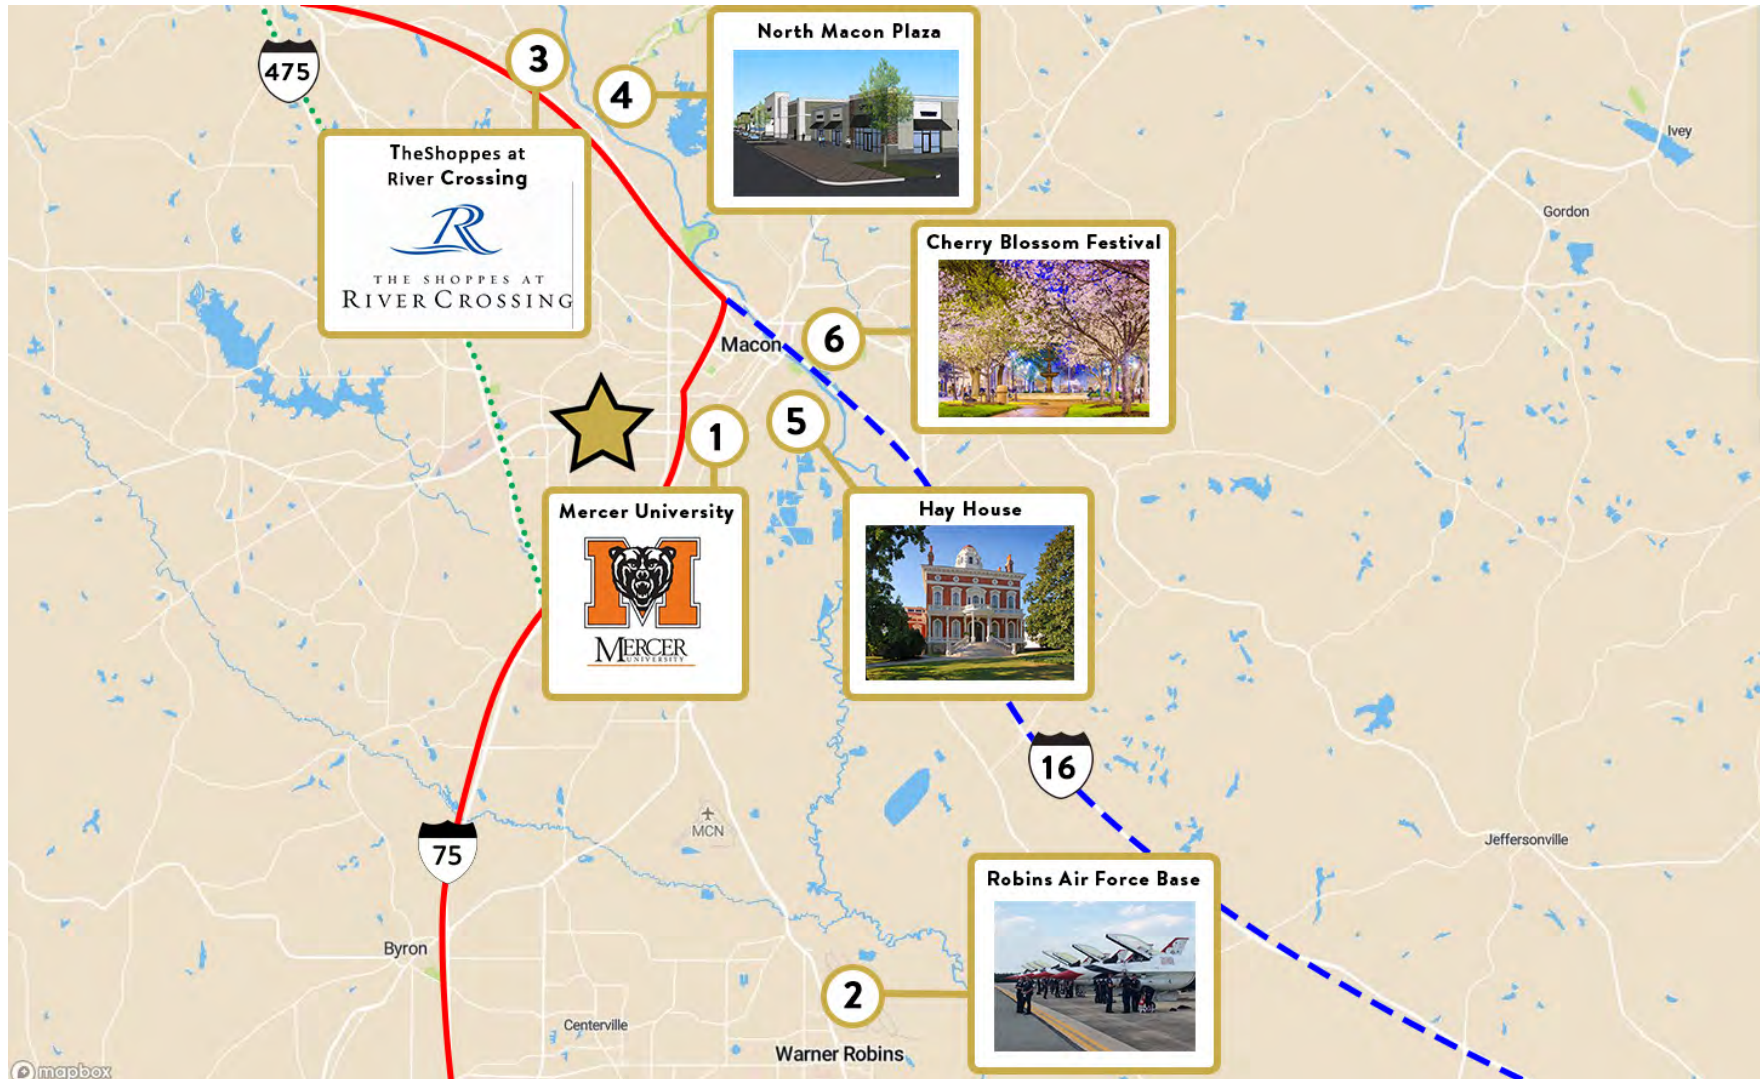 475
3
4
North Macon Plaza
TheShoppes at
River Crossing
R
THE SHOPPES AT
RIVER CROSSING
Ivey
Gordon
Cherry Blossom Festival
6
Macon
1
5
Mercer University
M
MERCER
UNIVERSITY
Hay House
16
MCN
75
Jeffersonville
Robins Air Force Base
Byron
2
Centerville
Warner Robins
mapbox